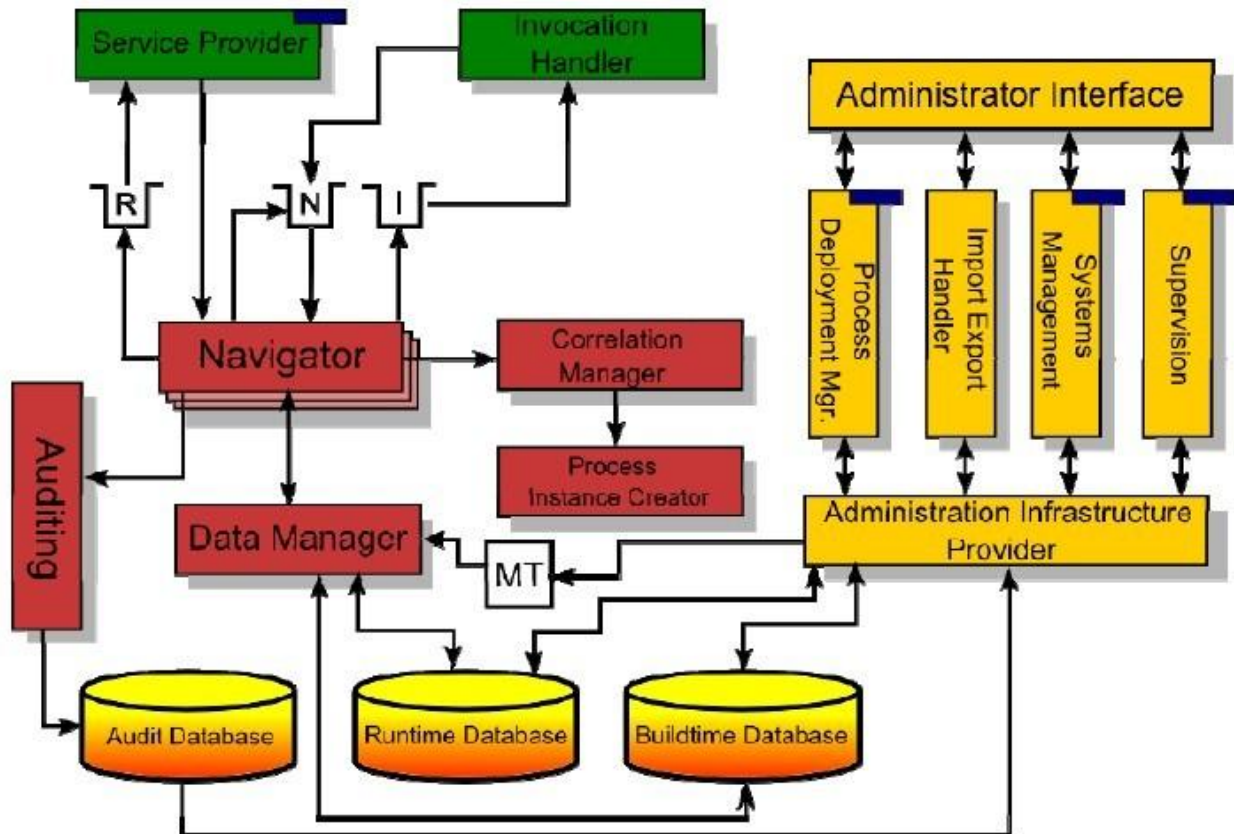 Service Provider
Invocation
Handler
Administrator Interface
R
N
I
Process
Deployment Mgr.
Import Export
Handler
Systems
Management
Supervision
Navigator
Correlation
Manager
Auditing
Process
Instance Creator
Data Manager
MT
Administration Infrastructure
Provider
Audit Database
Runtime Database
Buildtime Database